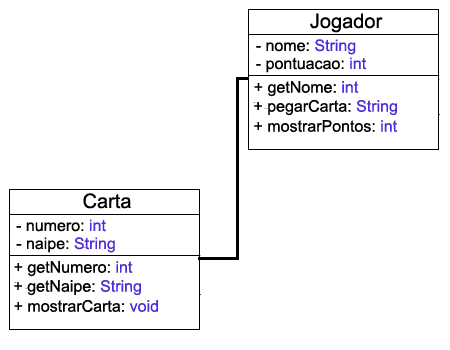 Jogador
- nome: String
- pontuacao: int
+ getNome: int
+ pegarCarta: String
+ mostrarPontos: int
Carta
- numero: int
- naipe: String
+ getNumero: int
+ getNaipe: String
+ mostrarCarta: void